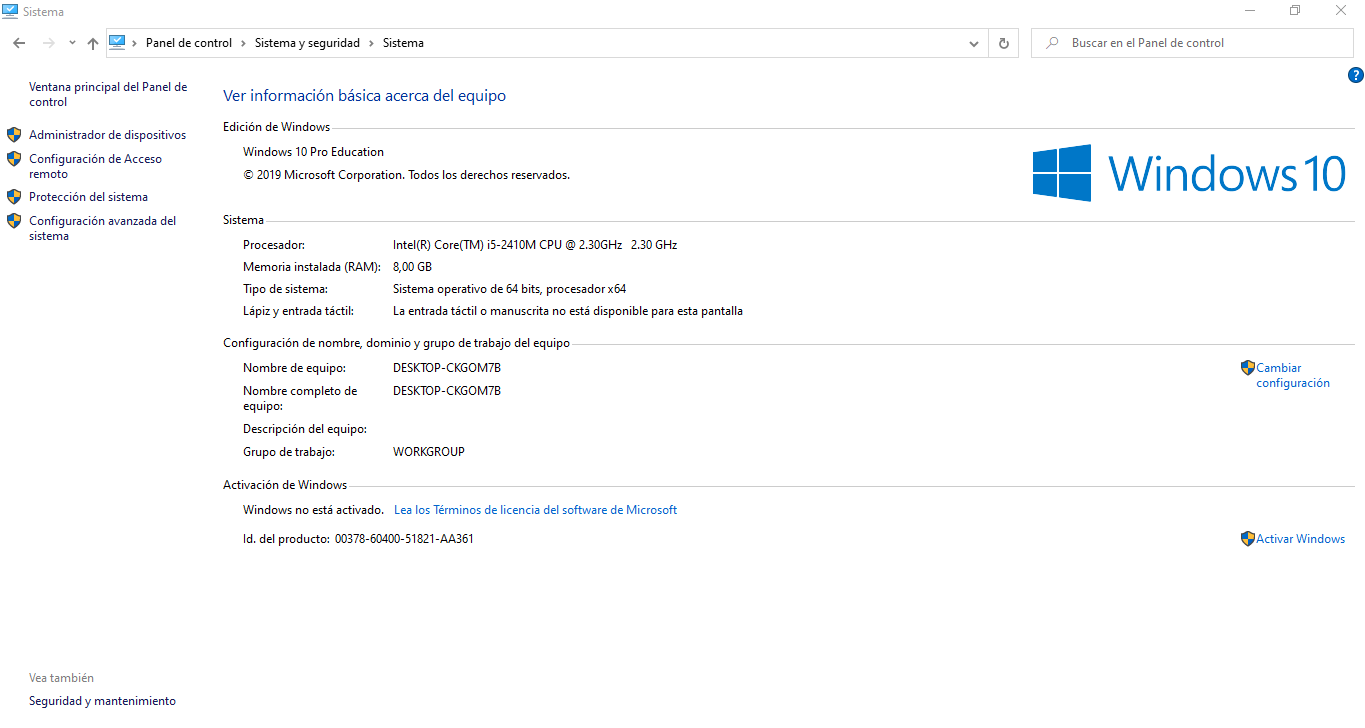 Sistema
Panel de control > Sistema y seguridad > Sistema
Buscar en el Panel de control
?
Ventana principal del Panel de
control
Administrador de dispositivos
Configuración de Acceso
remoto
Protección del sistema
Configuración avanzada del
sistema
Ver información básica acerca del equipo
Edición de Windows
Windows 10 Pro Education
© 2019 Microsoft Corporation. Todos los derechos reservados.
Windows 10
Sistema
Procesador: Intel(R) Core(TM) i5-2410M CPU @ 2.30GHz 2.30 GHz
Memoria instalada (RAM): 8,00 GB
Tipo de sistema: Sistema operativo de 64 bits, procesador x64
Lápiz y entrada táctil: La entrada táctil o manuscrita no está disponible para esta pantalla
Configuración de nombre, dominio y grupo de trabajo del equipo
Nombre de equipo: DESKTOP-CKGOM7B
Cambiar
configuración
Nombre completo de
equipo:
DESKTOP-CKGOM7B
Descripción del equipo:
Grupo de trabajo: WORKGROUP
Activación de Windows
Windows no está activado. Lea los Términos de licencia del software de Microsoft
Id. del producto: 00378-60400-51821-AA361
Activar Windows
Vea también
Seguridad y mantenimiento